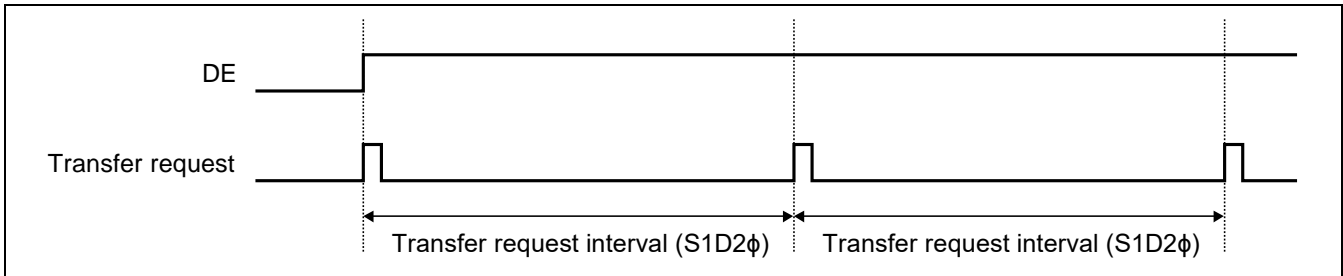 DE
Transfer request
Transfer request interval (S1D2ϕ) Transfer request interval (S1D2ϕ)